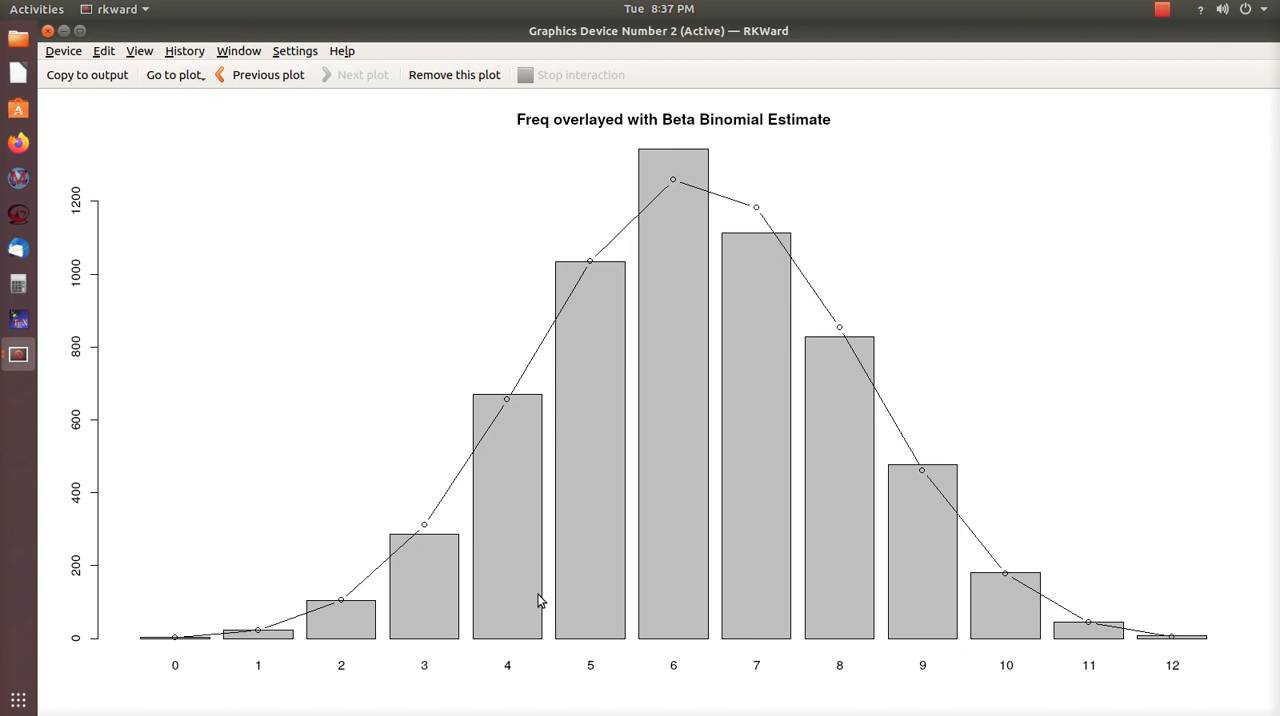 Activities rkward Tue 8:37 PM ?
Graphics Device Number 2 (Active) — RKWard
Device Edit View History Window Settings Help
Copy to output Go to plot Previous plot Next plot Remove this plot Stop interaction
Freq overlayed with Beta Binomial Estimate
1200
1000
800
600
400
200
0
0 1 2 3 4 5 6 7 8 9 10 11 12